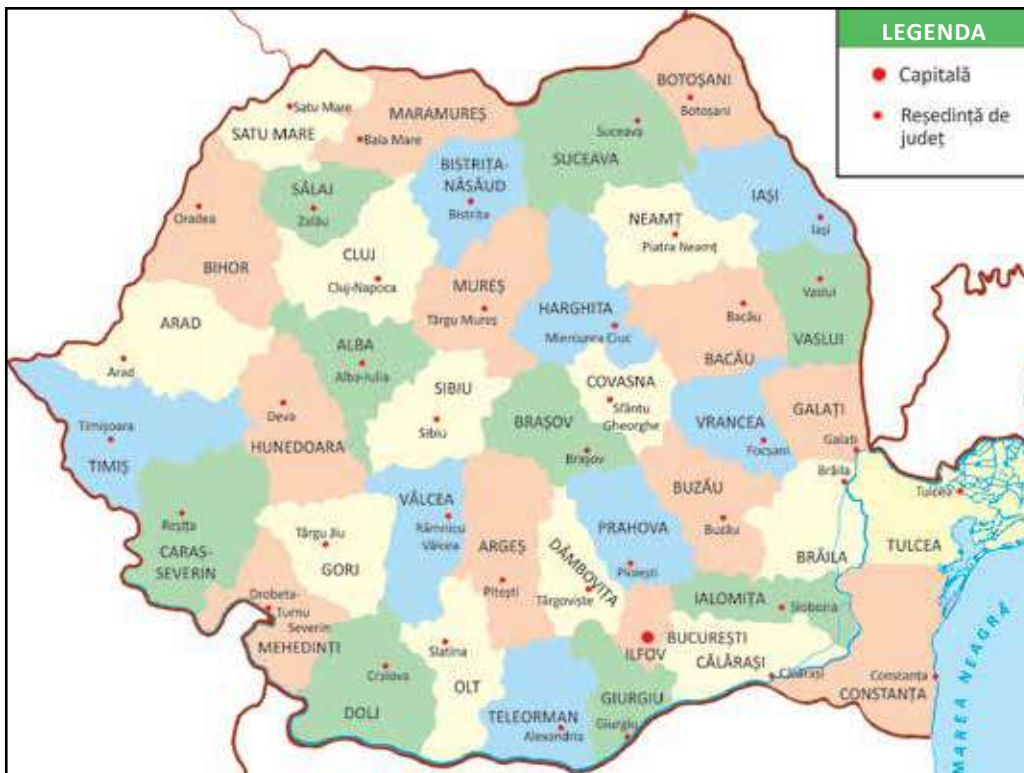 LEGENDA
Capitală
Reședință de
județ
BOTOȘANI
Botoșani
Satu Mare
SATU MARE
MARAMUREȘ
Baia Mare
Suceava
SUCEAVA
BISTRIȚA-
NĂSĂUD
Bistrița
IAȘI
Iași
SĂLAJ
Zalău
Oradea
BIHOR
NEAMȚ
Piatra Neamț
CLUJ
Cluj-Napoca
MUREȘ
Târgu Mureș
HARGHITA
Miercurea Ciuc
Bacău
BACĂU
Vaslui
VASLUI
ARAD
Arad
ALBA
Alba-Iulia
SIBIU
Sibiu
COVASNA
Sfântu
Gheorghe
BRAȘOV
Brașov
VRANCEA
Focșani
GALAȚI
Galați
Deva
HUNEDOARA
Timișoara
TIMIȘ
Brăila
BRĂILA
Tulcea
TULCEA
BUZĂU
Buzău
VÂLCEA
Râmnicu
Vâlcea
ARGEȘ
Pitești
DÂMBOVIȚA
Târgoviște
PRAHOVA
Ploiești
Reșița
CARAȘ-
SEVERIN
Târgu Jiu
GORJ
Drobeta-
Turnu
Severin
MEHEDINȚI
IALOMIȚA
Slobozia
BUCUREȘTI
ILFOV
CĂLĂRAȘI
Călărași
Slatina
OLT
Craiova
DOLJ
TELEORMAN
Alexandria
GIURGIU
Giurgiu
Constanța
CONSTANȚA
MAREA NEAGRĂ